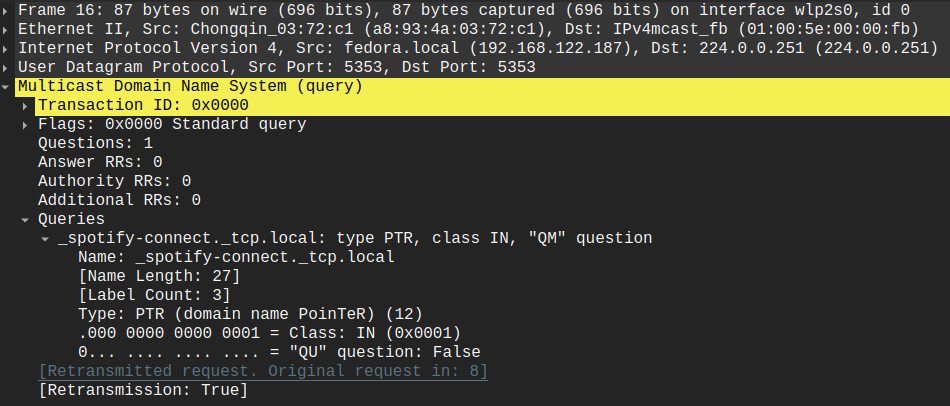 Frame 16: 87 bytes on wire (696 bits), 87 bytes captured (696 bits) on interface wlp2s0, id 0
Ethernet II, Src: Chongqin_03:72:c1 (a8:93:4a:03:72:c1), Dst: IPv4mcast_fb (01:00:5e:00:00:fb)
Internet Protocol Version 4, Src: fedora.local (192.168.122.187), Dst: 224.0.0.251 (224.0.0.251)
User Datagram Protocol, Src Port: 5353, Dst Port: 5353
Multicast Domain Name System (query)
Transaction ID: 0x0000
Flags: 0x0000 Standard query
Questions: 1
Answer RRs: 0
Authority RRs: 0
Additional RRs: 0
Queries
_spotify-connect._tcp.local: type PTR, class IN, "QM" question
Name: _spotify-connect._tcp.local
[Name Length: 27]
[Label Count: 3]
Type: PTR (domain name PoinTeR) (12)
.000 0000 0000 0001 = Class: IN (0x0001)
0... .... .... .... = "QU" question: False
[Retransmitted request. Original request in: 8]
[Retransmission: True]